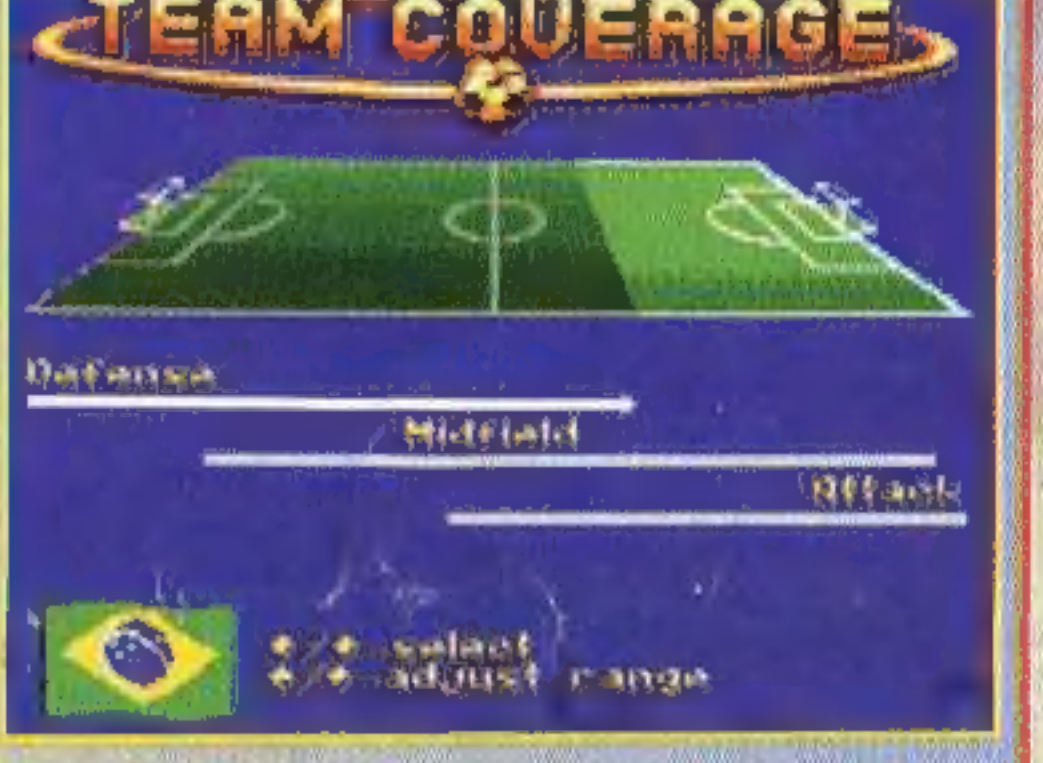 TEAM COVERAGE
Defense
Midfield
Attack
select
adjust range